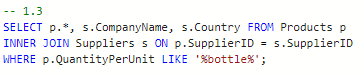 -- 1.3
SELECT p.*, s.CompanyName, s.Country FROM Products p
INNER JOIN Suppliers s ON p.SupplierID = s.SupplierID
WHERE p.QuantityPerUnit LIKE '%bottle%';